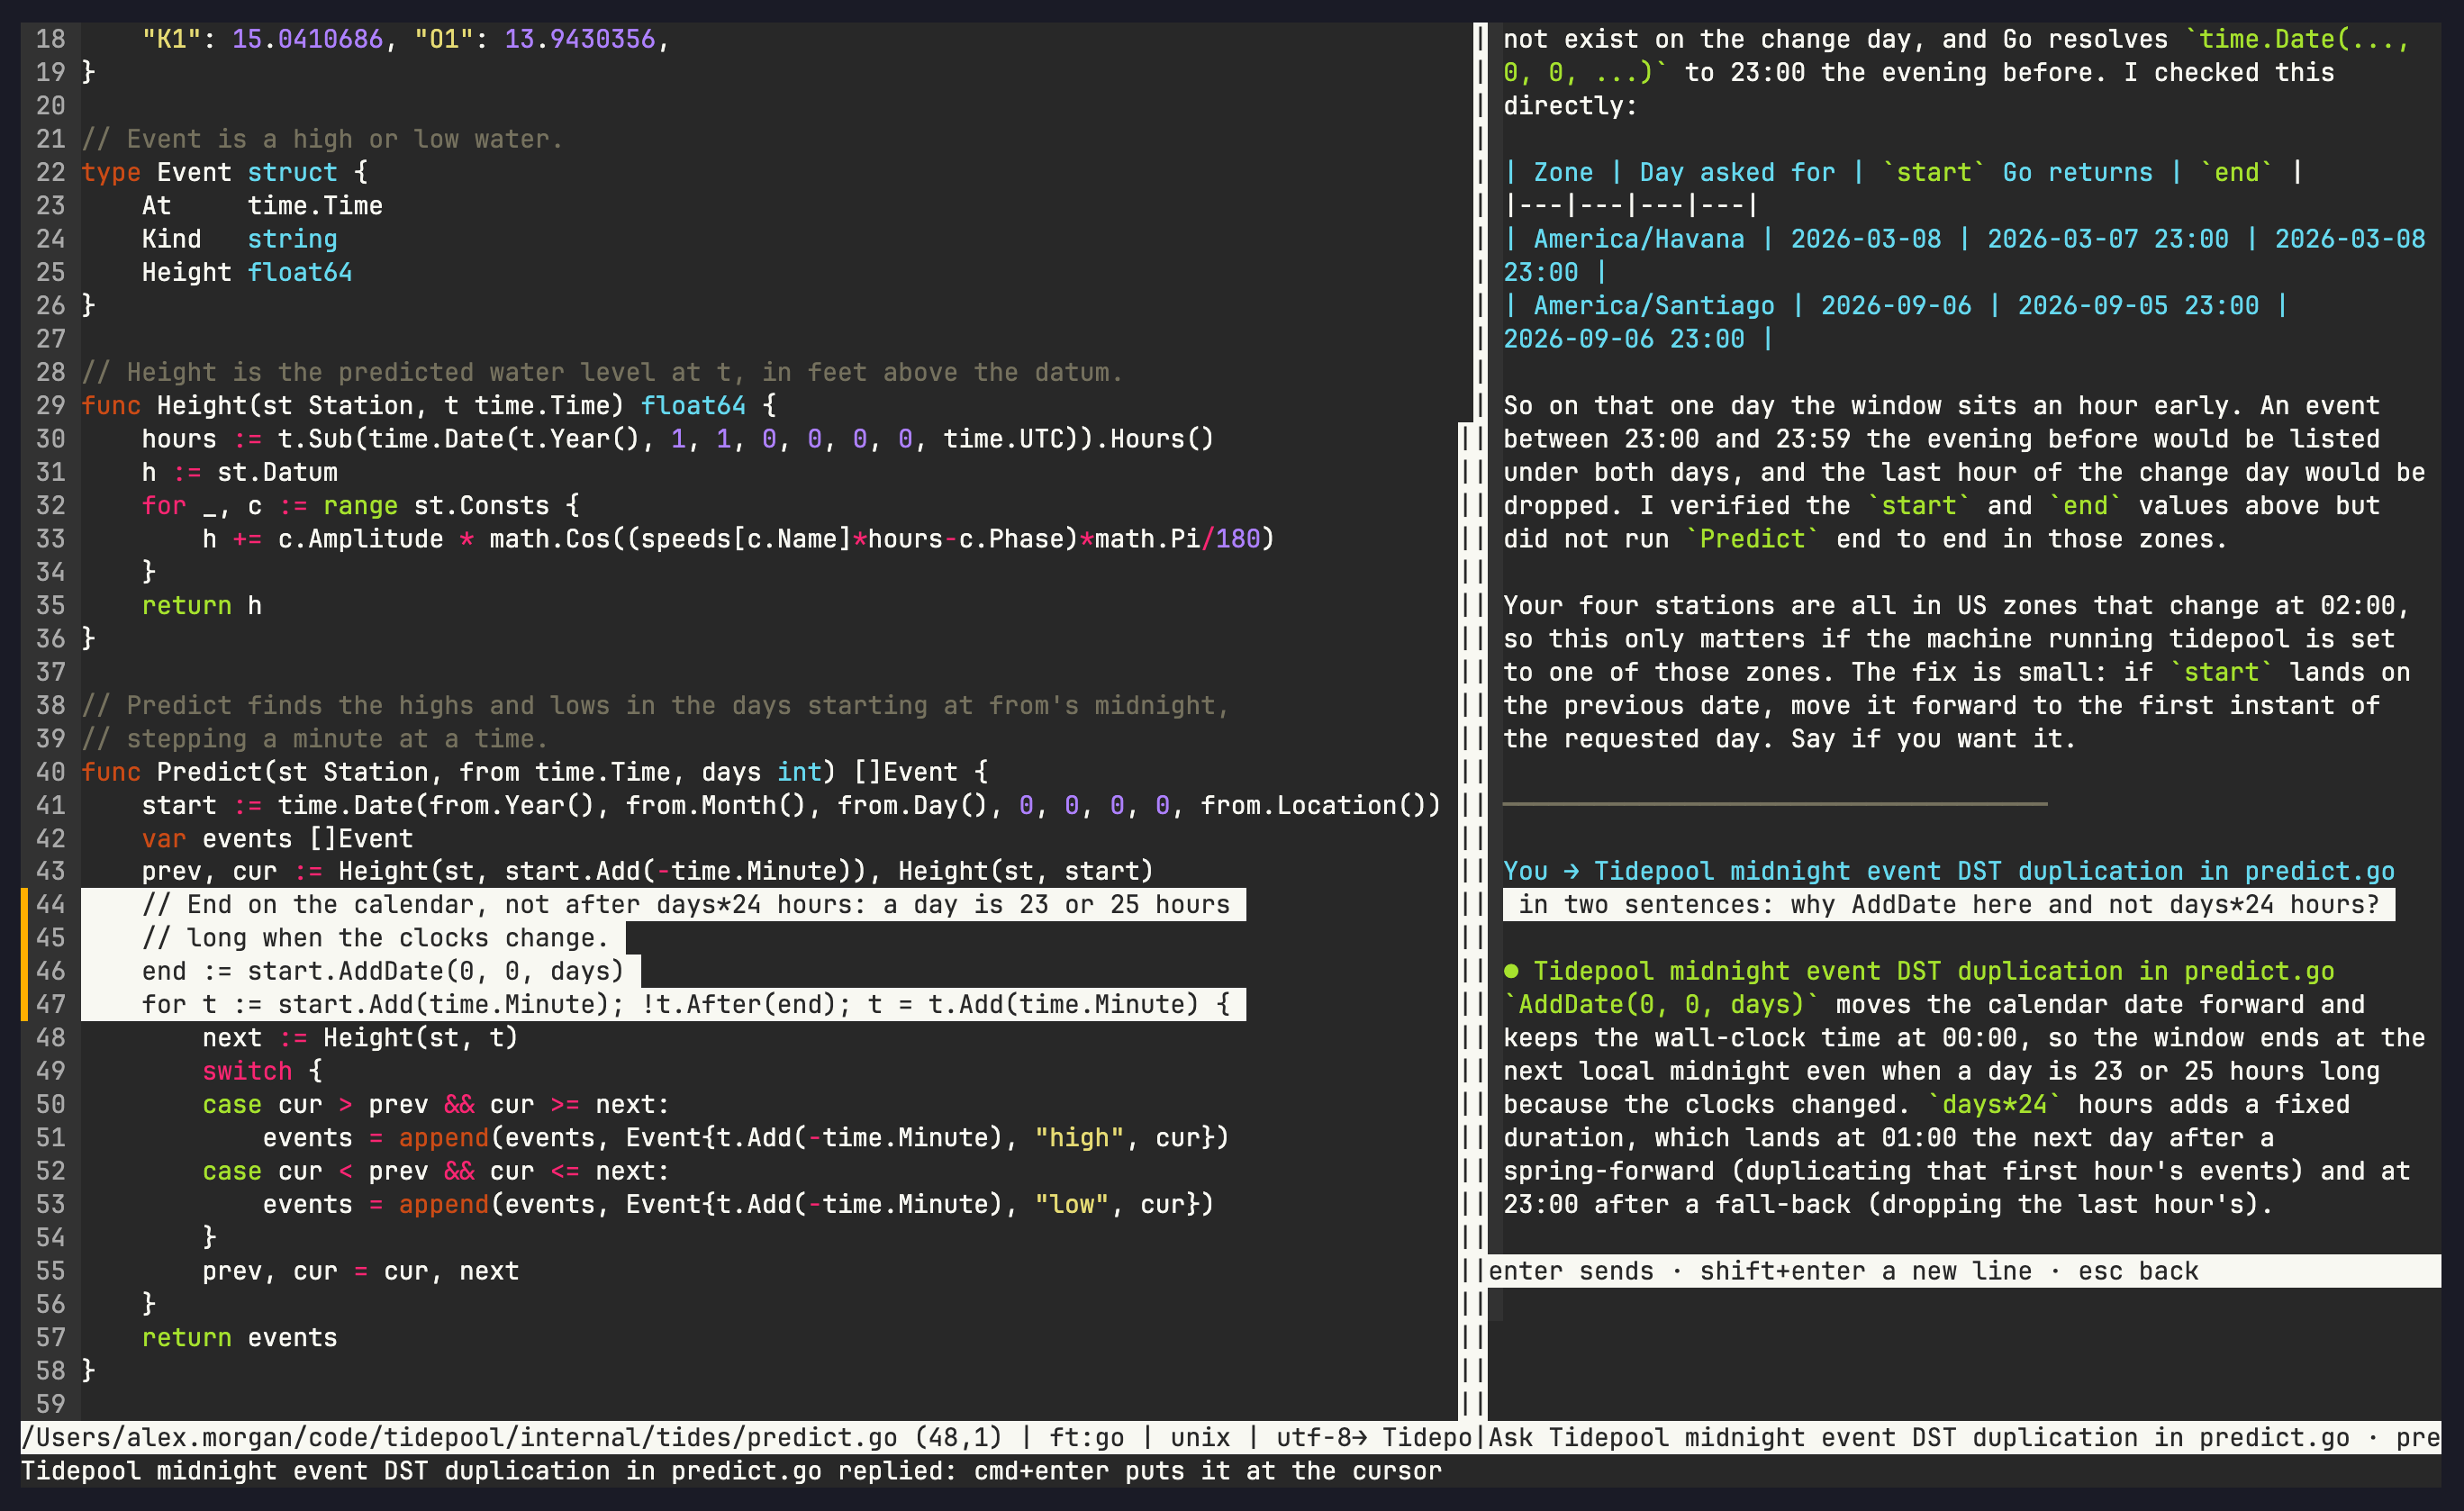 18     "K1": 15.0410686, "O1": 13.9430356,
19 }
20
21 // Event is a high or low water.
22 type Event struct {
23     At     time.Time
24     Kind   string
25     Height float64
26 }
27
28 // Height is the predicted water level at t, in feet above the datum.
29 func Height(st Station, t time.Time) float64 {
30     hours := t.Sub(time.Date(t.Year(), 1, 1, 0, 0, 0, 0, time.UTC)).Hours()
31     h := st.Datum
32     for _, c := range st.Consts {
33         h += c.Amplitude * math.Cos((speeds[c.Name]*hours-c.Phase)*math.Pi/180)
34     }
35     return h
36 }
37
38 // Predict finds the highs and lows in the days starting at from's midnight,
39 // stepping a minute at a time.
40 func Predict(st Station, from time.Time, days int) []Event {
41     start := time.Date(from.Year(), from.Month(), from.Day(), 0, 0, 0, 0, from.Location())
42     var events []Event
43     prev, cur := Height(st, start.Add(-time.Minute)), Height(st, start)
44     // End on the calendar, not after days*24 hours: a day is 23 or 25 hours
45     // long when the clocks change.
46     end := start.AddDate(0, 0, days)
47     for t := start.Add(time.Minute); !t.After(end); t = t.Add(time.Minute) {
48         next := Height(st, t)
49         switch {
50         case cur > prev && cur >= next:
51             events = append(events, Event{t.Add(-time.Minute), "high", cur})
52         case cur < prev && cur <= next:
53             events = append(events, Event{t.Add(-time.Minute), "low", cur})
54         }
55         prev, cur = cur, next
56     }
57     return events
58 }
59
/Users/alex.morgan/code/tidepool/internal/tides/predict.go (48,1) | ft:go | unix | utf-8→ Tidepo
not exist on the change day, and Go resolves `time.Date(...,
0, 0, ...)` to 23:00 the evening before. I checked this
directly:
| Zone | Day asked for | `start` Go returns | `end` |
|---|---|---|---|
| America/Havana | 2026-03-08 | 2026-03-07 23:00 | 2026-03-08
23:00 |
| America/Santiago | 2026-09-06 | 2026-09-05 23:00 |
2026-09-06 23:00 |
So on that one day the window sits an hour early. An event
between 23:00 and 23:59 the evening before would be listed
under both days, and the last hour of the change day would be
dropped. I verified the `start` and `end` values above but
did not run `Predict` end to end in those zones.
Your four stations are all in US zones that change at 02:00,
so this only matters if the machine running tidepool is set
to one of those zones. The fix is small: if `start` lands on
the previous date, move it forward to the first instant of
the requested day. Say if you want it.
You → Tidepool midnight event DST duplication in predict.go
in two sentences: why AddDate here and not days*24 hours?
● Tidepool midnight event DST duplication in predict.go
`AddDate(0, 0, days)` moves the calendar date forward and
keeps the wall-clock time at 00:00, so the window ends at the
next local midnight even when a day is 23 or 25 hours long
because the clocks changed. `days*24` hours adds a fixed
duration, which lands at 01:00 the next day after a
spring-forward (duplicating that first hour's events) and at
23:00 after a fall-back (dropping the last hour's).
enter sends · shift+enter a new line · esc back
Ask Tidepool midnight event DST duplication in predict.go · pre
Tidepool midnight event DST duplication in predict.go replied: cmd+enter puts it at the cursor